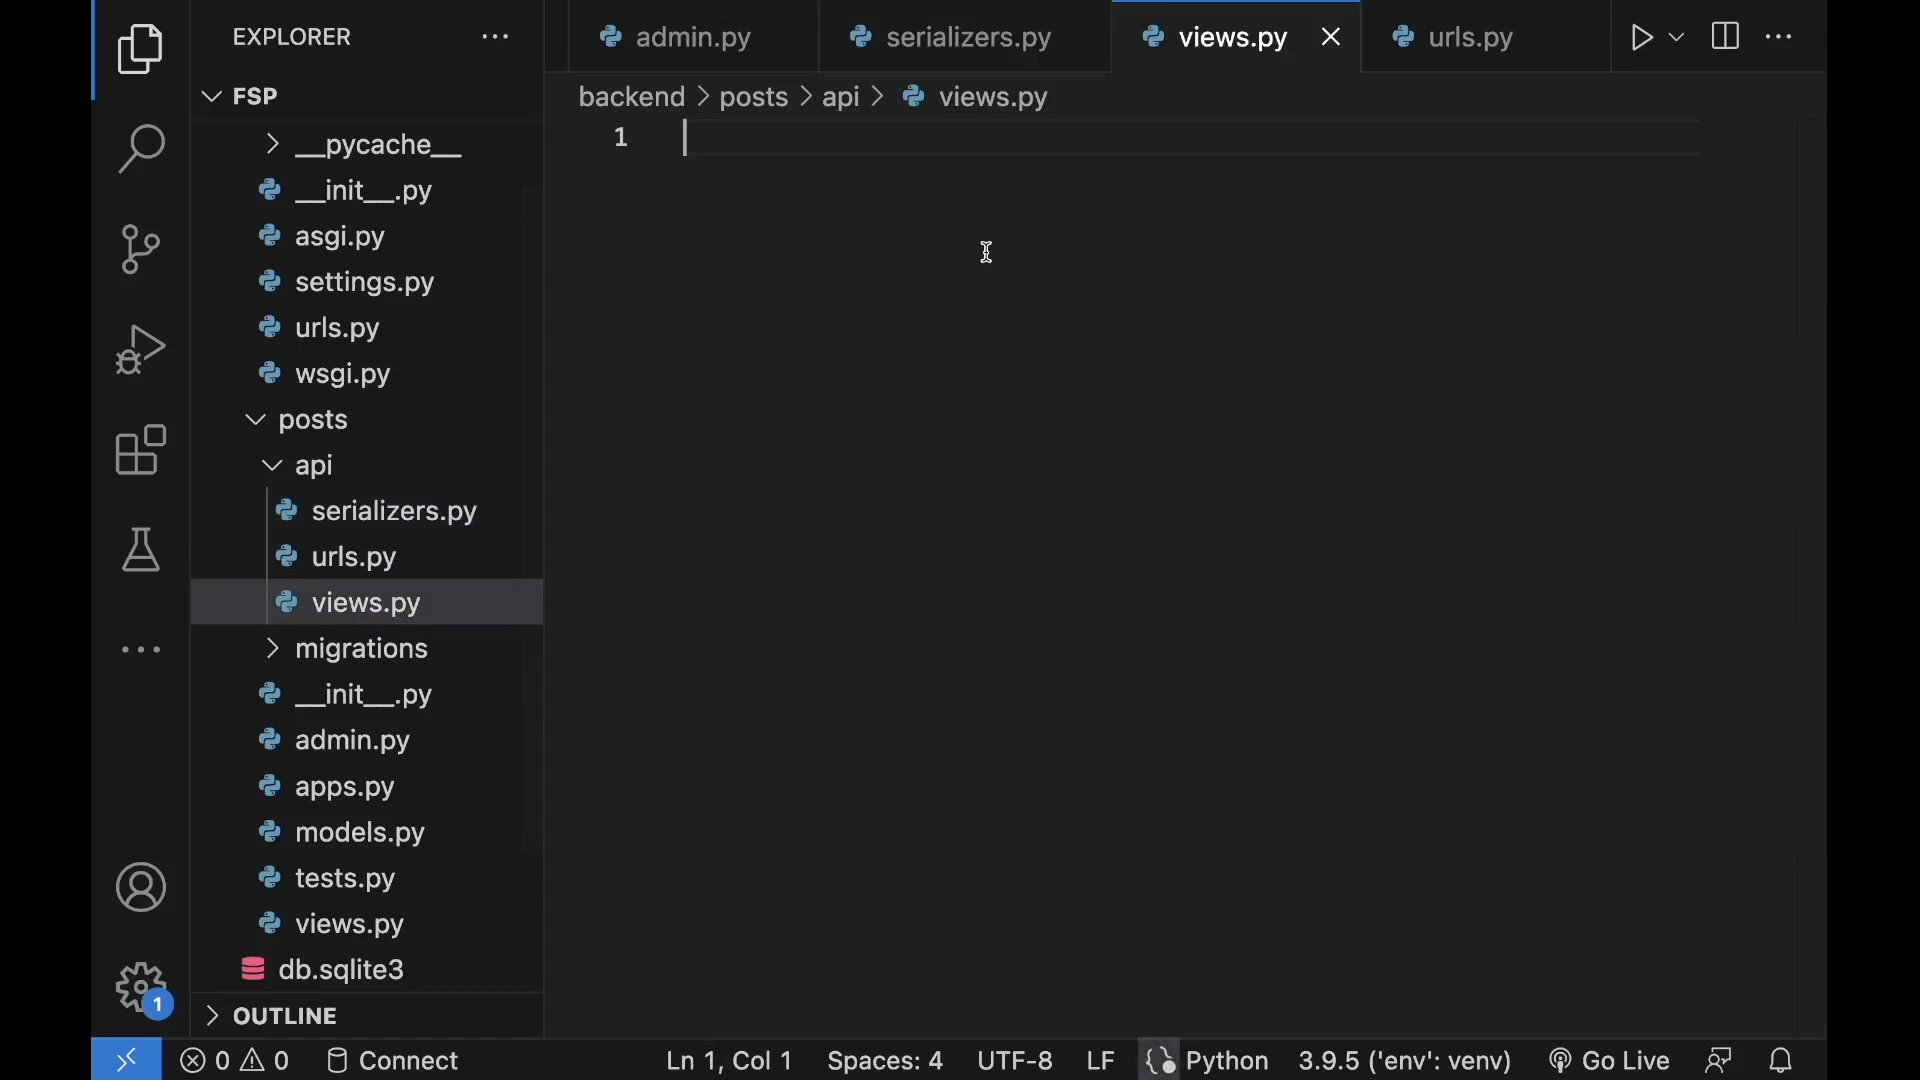 EXPLORER
admin.py
serializers.py
views.py
urls.py
FSP
backend
posts
api
views.py
1
__pycache__
__init__.py
asgi.py
settings.py
urls.py
wsgi.py
posts
api
serializers.py
urls.py
views.py
migrations
__init__.py
admin.py
apps.py
models.py
tests.py
views.py
db.sqlite3
1
OUTLINE
0
0
Connect
Ln 1, Col 1
Spaces: 4
UTF-8
LF
Python
3.9.5 ('env': venv)
Go Live